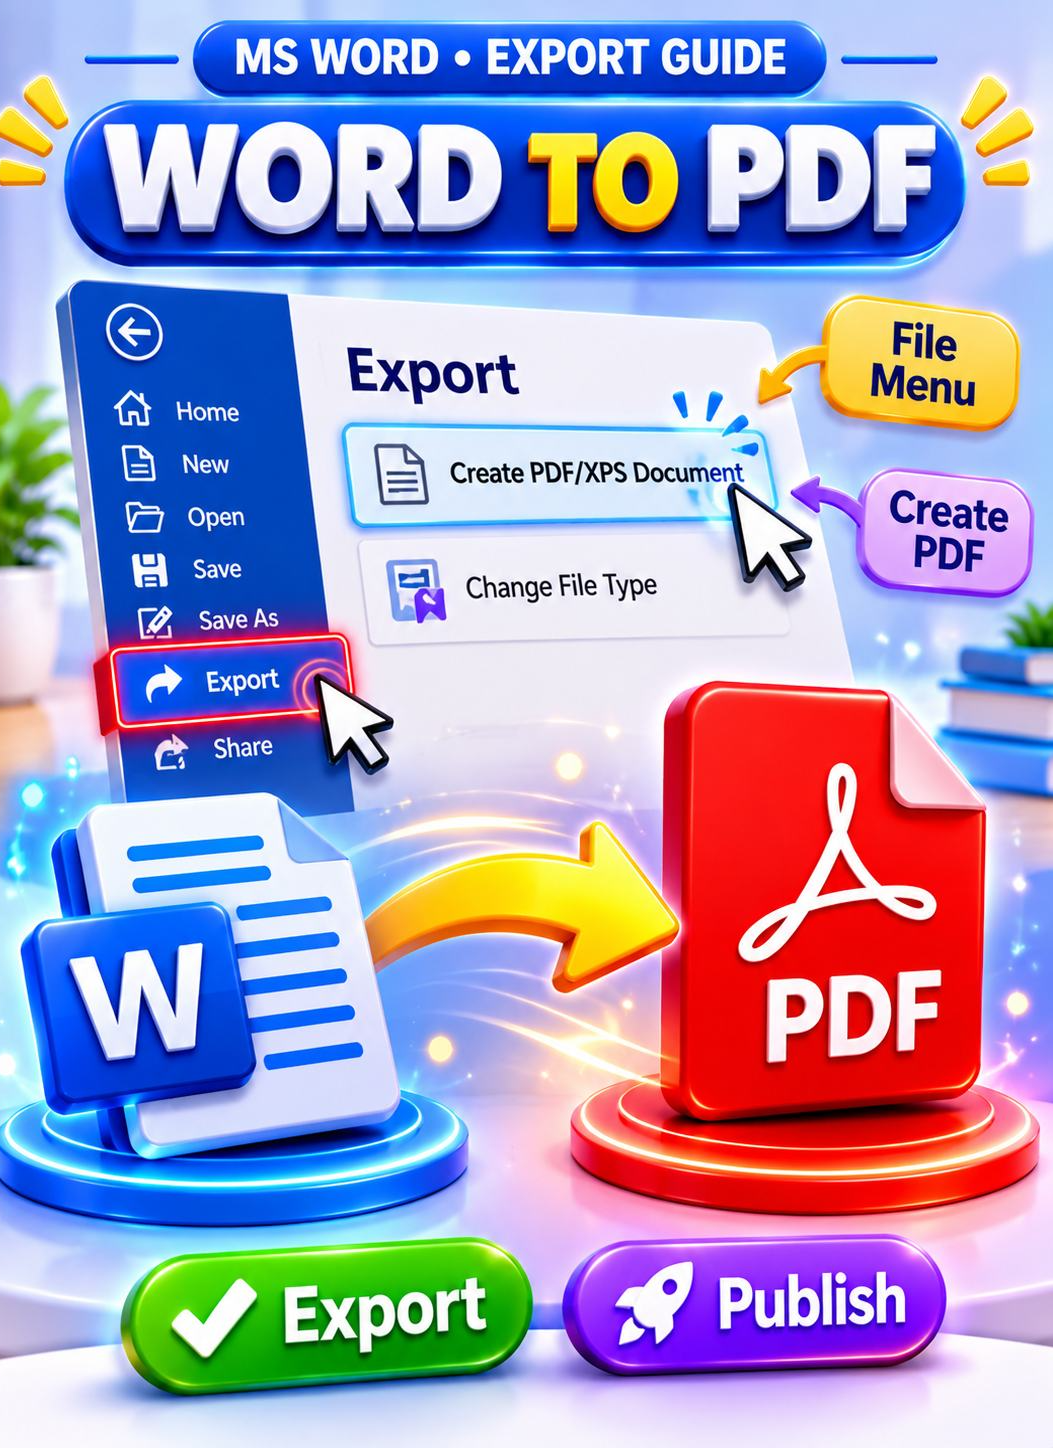 MS WORD • EXPORT GUIDE
WORD TO PDF
Export
Home
New
Open
Save
Save As
Export
Share
Create PDF/XPS Document
Change File Type
File
Menu
Create
PDF
W
PDF
Export
Publish